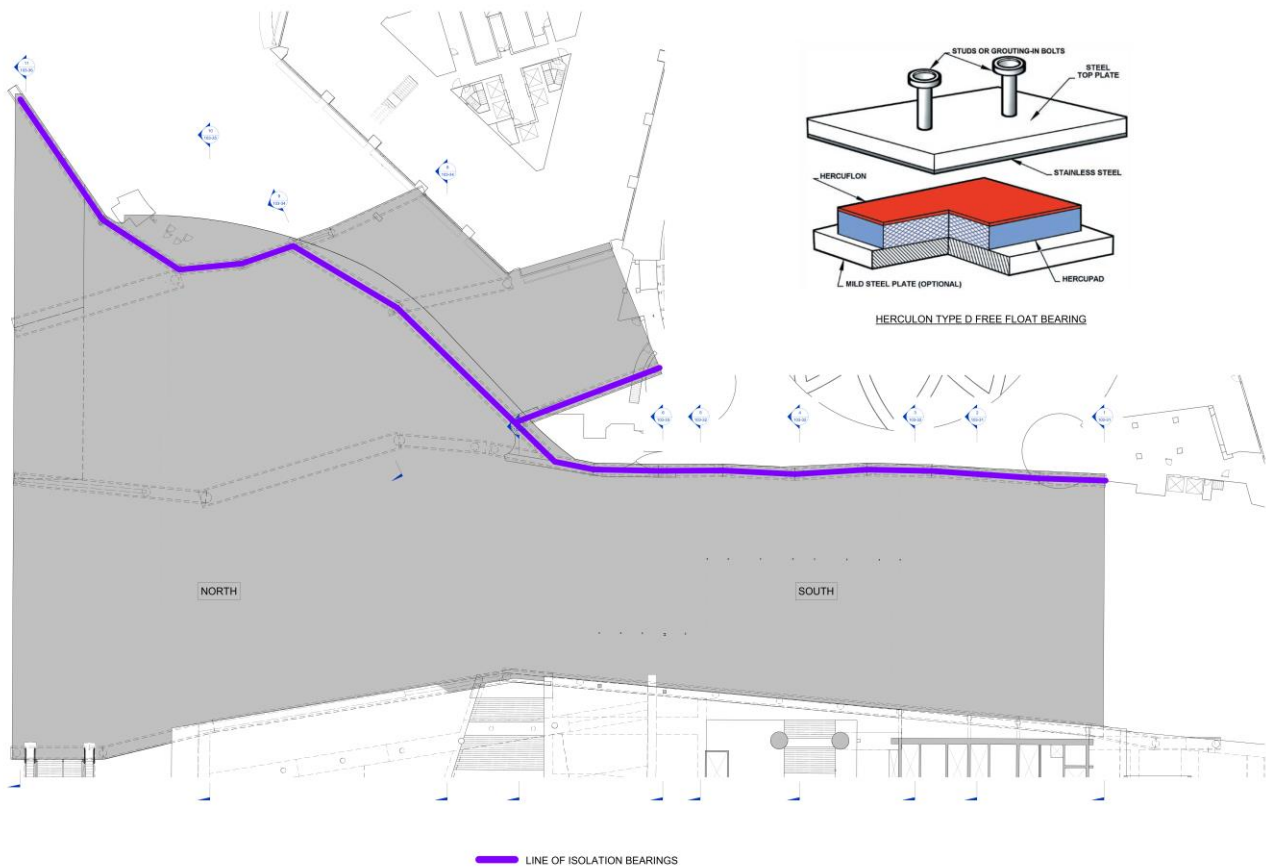 STUDS OR GROUTING-IN BOLTS
STEEL
TOP PLATE
STAINLESS STEEL
HERCUFLON
HERCUPAD
MILD STEEL PLATE (OPTIONAL)
HERCULON TYPE D FREE FLOAT BEARING
NORTH
SOUTH
LINE OF ISOLATION BEARINGS